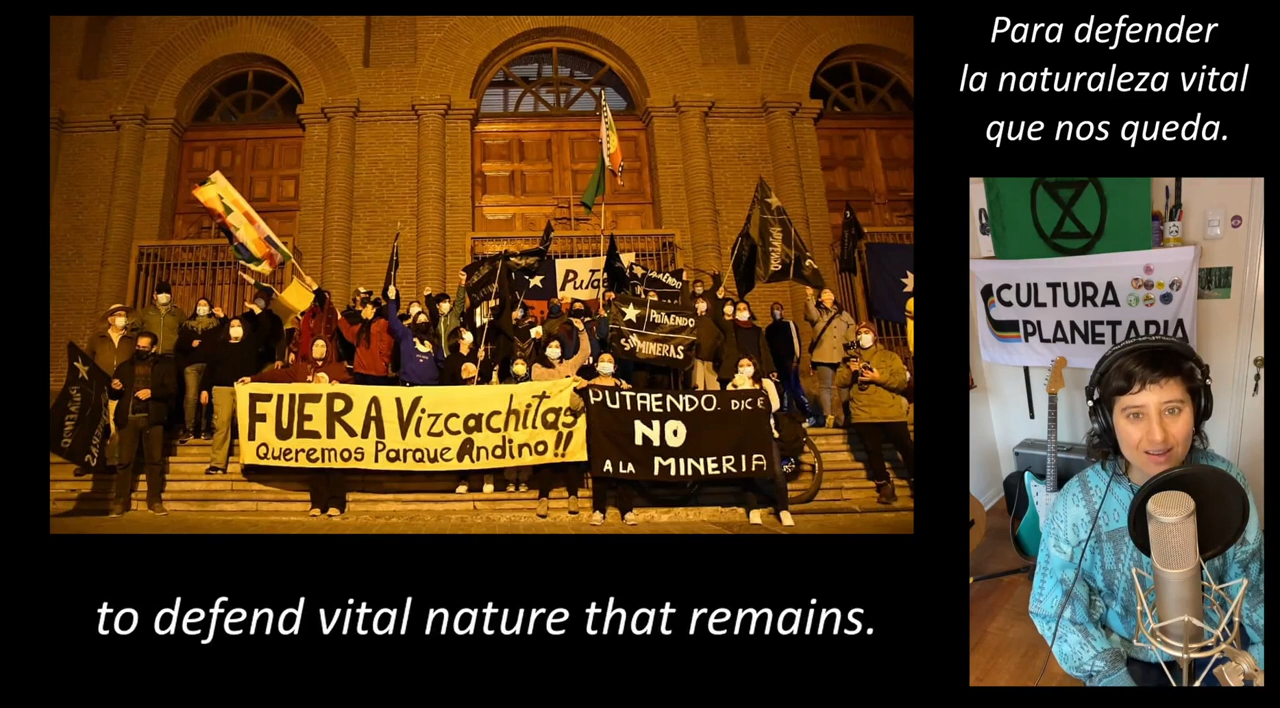 Para defender
la naturaleza vital
que nos queda.
PUTAENDO
PUTAENDO
SIN MINERAS
FUERA Vizcachitas
Queremos Parque Andino!!
PUTAENDO. DICE
NO
A LA MINERIA
CULTURA
PLANETARIA
to defend vital nature that remains.